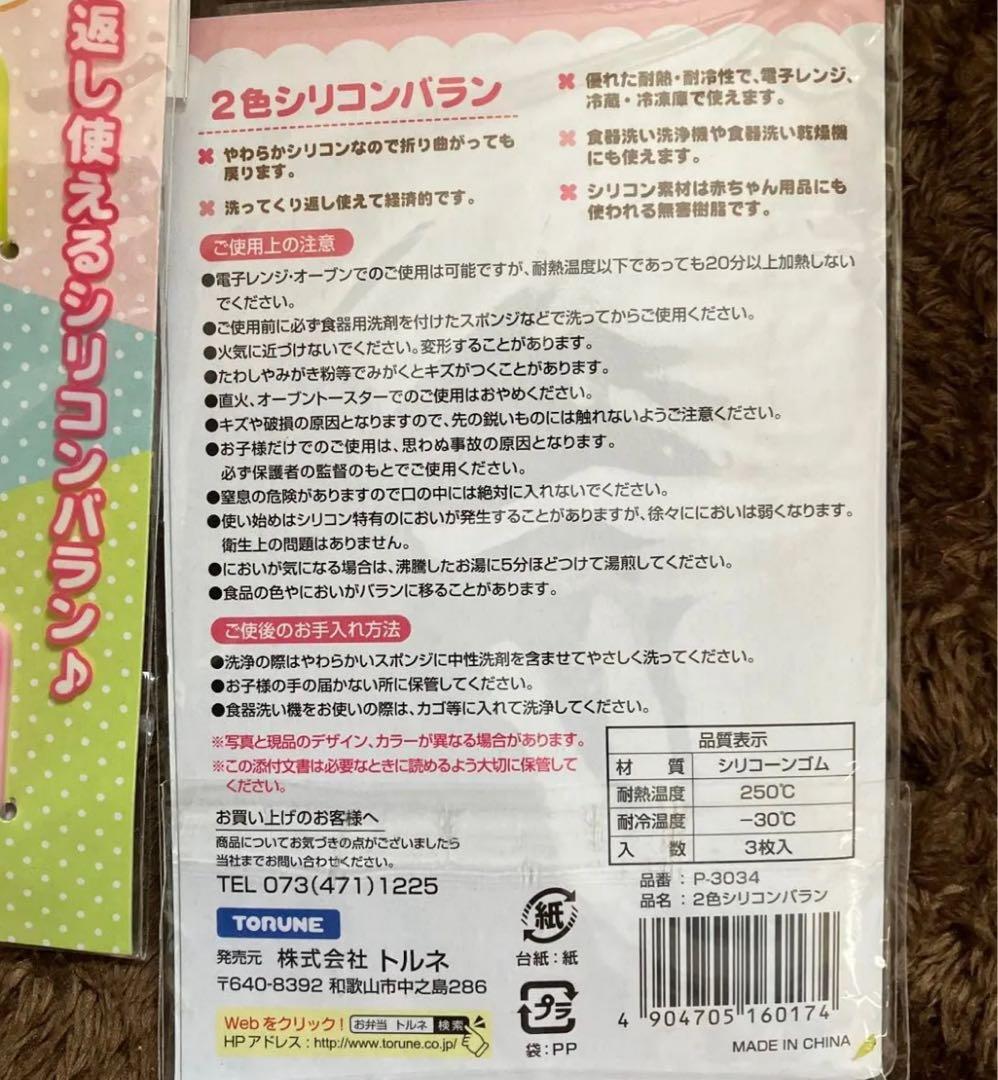 返し使えるシリコンバラン♪
2色シリコンバラン
✖ やわらかシリコンなので折り曲がっても
戻ります。
✖ 洗ってくり返し使えて経済的です。
✖ 優れた耐熱・耐冷性で、電子レンジ、
冷蔵・冷凍庫で使えます。
✖ 食器洗い洗浄機や食器洗い乾燥機
にも使えます。
✖ シリコン素材は赤ちゃん用品にも
使われる無害樹脂です。
ご使用上の注意
●電子レンジ・オーブンでのご使用は可能ですが、耐熱温度以下であっても20分以上加熱しない
でください。
●ご使用前に必ず食器用洗剤を付けたスポンジなどで洗ってからご使用ください。
●火気に近づけないでください。変形することがあります。
●たわしやみがき粉等でみがくとキズがつくことがあります。
●直火、オーブントースターでのご使用はおやめください。
●キズや破損の原因となりますので、先の鋭いものには触れないようご注意ください。
●お子様だけでのご使用は、思わぬ事故の原因となります。
必ず保護者の監督のもとでご使用ください。
●窒息の危険がありますので口の中には絶対に入れないでください。
●使い始めはシリコン特有のにおいが発生することがありますが、徐々ににおいは弱くなります。
衛生上の問題はありません。
●においが気になる場合は、沸騰したお湯に5分ほどつけて湯煎してください。
●食品の色やにおいがバランに移ることがあります。
ご使後のお手入れ方法
●洗浄の際はやわらかいスポンジに中性洗剤を含ませてやさしく洗ってください。
●お子様の手の届かない所に保管してください。
●食器洗い機をお使いの際は、カゴ等に入れて洗浄してください。
※写真と現品のデザイン、カラーが異なる場合があります。
※この添付文書は必要なときに読めるよう大切に保管して
ください。
お買い上げのお客様へ
商品についてお気づきの点がございましたら
当社までお問い合わせください。
TEL 073(471)1225
TORUNE
発売元 株式会社 トルネ
〒640-8392 和歌山市中之島286
Webをクリック! お弁当 トルネ 検索
HPアドレス:http://www.torune.co.jp/
品質表示
材 質 シリコーンゴム
耐熱温度 250℃
耐冷温度 −30℃
入 数 3枚入
品番:P-3034
品名:2色シリコンバラン
紙
台紙:紙
プラ
袋:PP
4 904705 160174
MADE IN CHINA